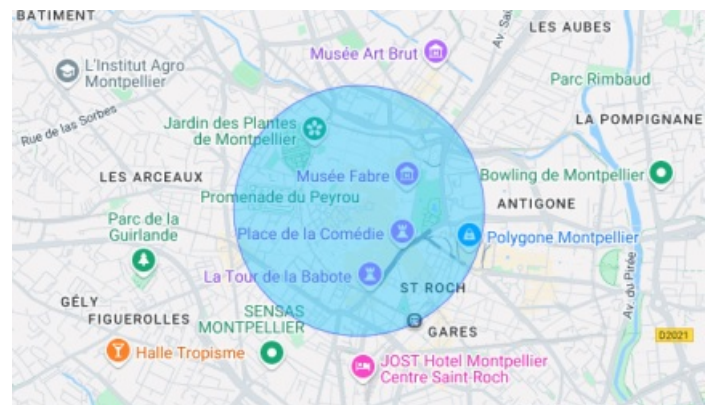 BATIMENT
LES AUBES
Musée Art Brut
L'Institut Agro
Montpellier
Parc Rimbaud
Rue de las Sorbes
Jardin des Plantes
de Montpellier
LA POMPIGNANE
LES ARCEAUX
Musée Fabre
Bowling de Montpellier
Promenade du Peyrou
ANTIGONE
Parc de la
Guirlande
Place de la Comédie
Polygone Montpellier
La Tour de la Babote
ST ROCH
Av. du Pirée
GÉLY
FIGUEROLLES
SENSAS
MONTPELLIER
GARES
D2021
Halle Tropisme
JOST Hotel Montpellier
Centre Saint-Roch